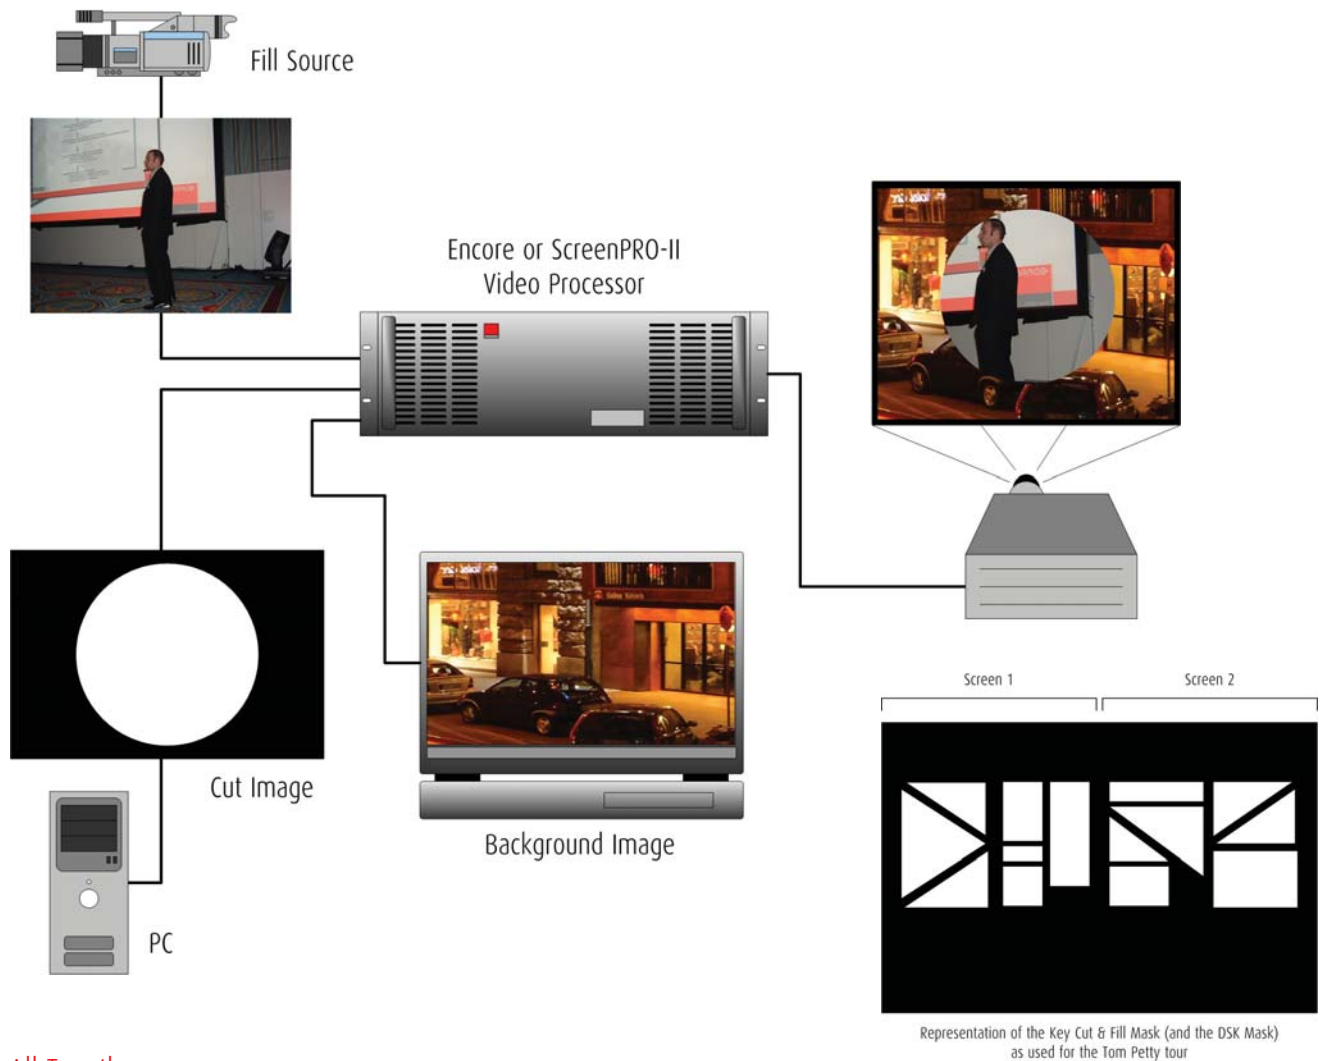 Fill Source
Encore or ScreenPRO-II
Video Processor
Cut Image
Background Image
PC
Screen 1
Screen 2
Representation of the Key Cut & Fill Mask (and the DSK Mask)
as used for the Tom Petty tour